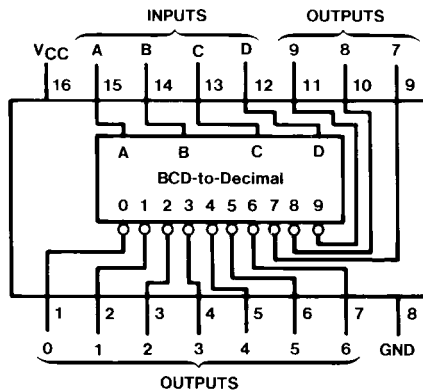 INPUTS OUTPUTS
VCC A B C D 9 8 7
16 15 14 13 12 11 10 9
A B C D
BCD-to-Decimal
0 1 2 3 4 5 6 7 8 9
1 2 3 4 5 6 7 8
0 1 2 3 4 5 6 GND
OUTPUTS